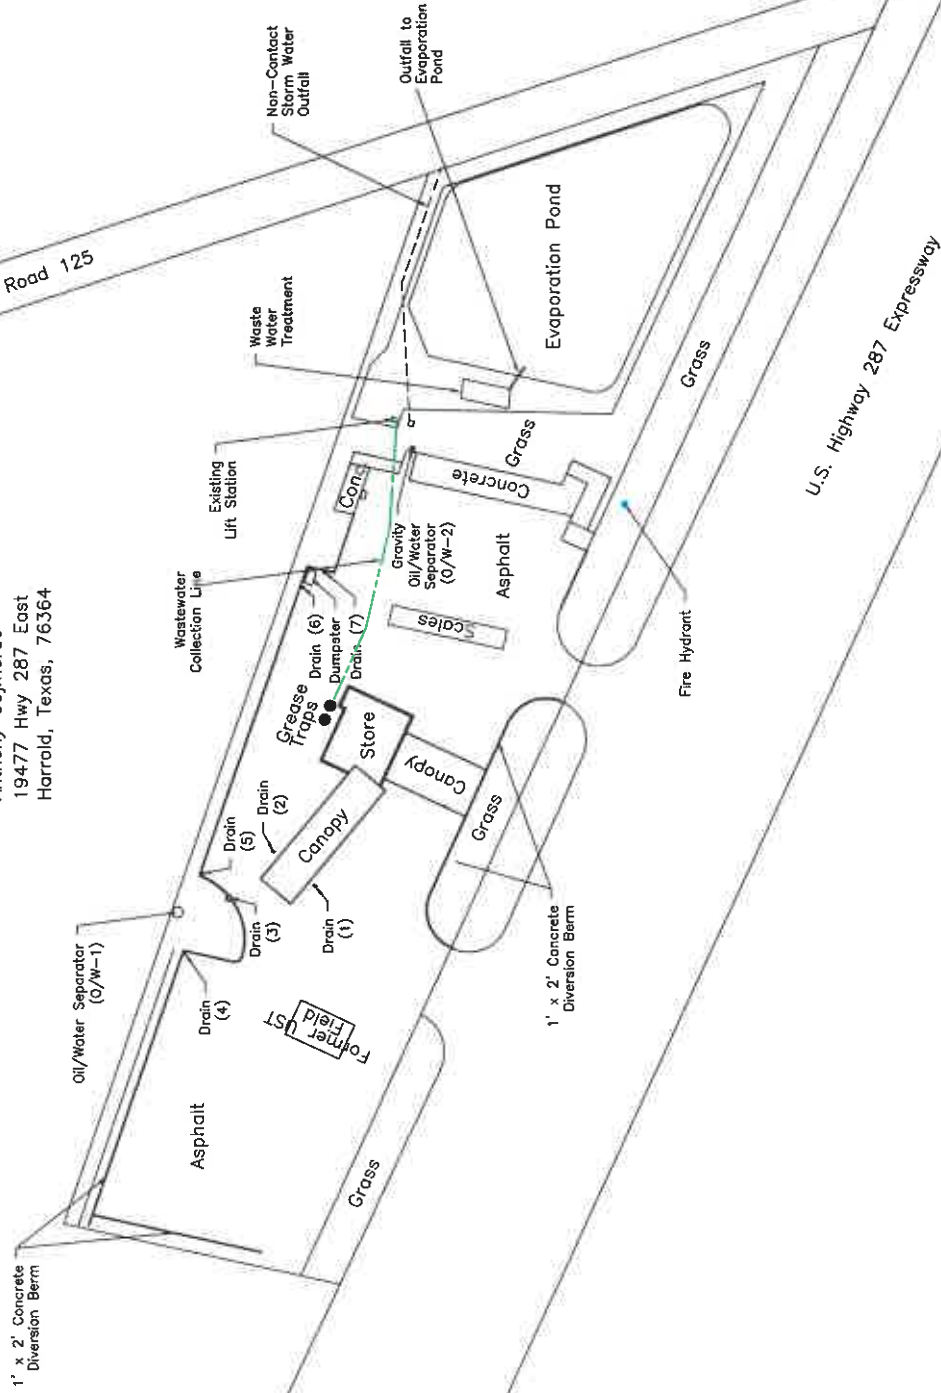 19477 Hwy 287 East
Harrold, Texas, 76364
Road 125
Non-Contact
Storm Water
Outfall
Outfall to
Evaporation
Pond
Waste
Water
Treatment
Evaporation Pond
Existing
Lift Station
Wastewater
Collection Line
Con.
Gravity
Oil/Water
Separator
(O/W-2)
Concrete
Grass
Grass
U.S. Highway 287 Expressway
Asphalt
Scales
Fire Hydrant
Drain (6)
Dumpster
Drain (7)
Grease
Traps
Store
Canopy
Canopy
Grass
Drain
(2)
Drain
(5)
Drain
(3)
Drain
(1)
1' x 2' Concrete
Diversion Berm
Oil/Water Separator
(O/W-1)
Drain
(4)
Former UST
Field
Asphalt
Grass
1' x 2' Concrete
Diversion Berm